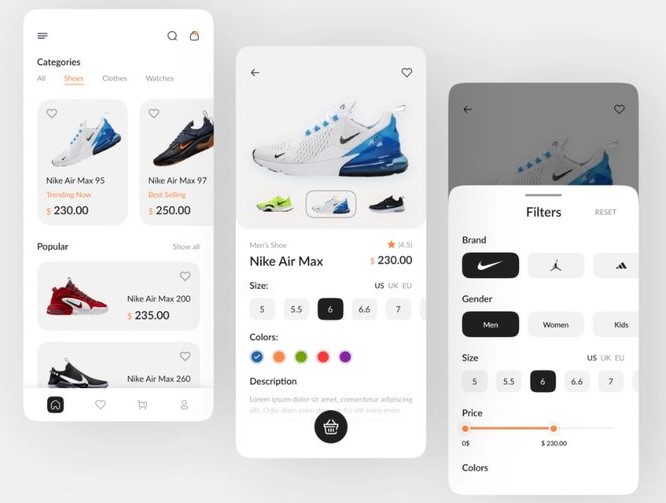 Categories
All Shoes Clothes Watches
Nike Air Max 95
Trending Now
$ 230.00
Nike Air Max 97
Best Selling
$ 250.00
Popular Show all
Nike Air Max 200
$ 235.00
Nike Air Max 260
Men's Shoe (4.5)
Nike Air Max $ 230.00
Size: US UK EU
5 5.5 6 6.6 7
Colors:
Description
Lorem ipsum dolor sit amet, consectetur adipiscing
elit. Odio diam
Filters RESET
Brand
Gender
Men Women Kids
Size US UK EU
5 5.5 6 6.6 7
Price
0$ $ 230.00
Colors